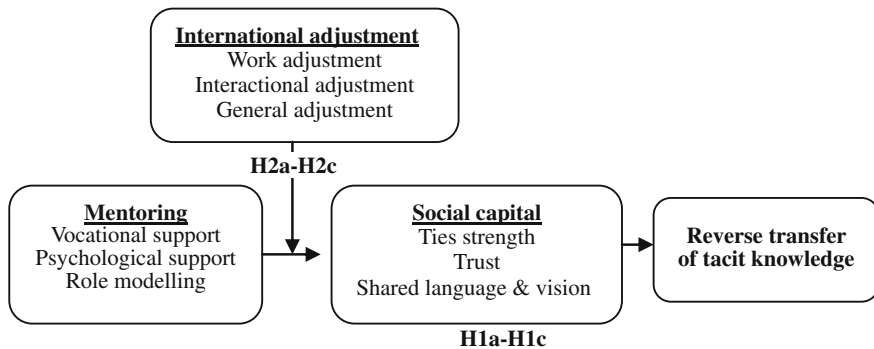 International adjustment
Work adjustment
Interactional adjustment
General adjustment
H2a-H2c
Mentoring
Vocational support
Psychological support
Role modelling
Social capital
Ties strength
Trust
Shared language & vision
Reverse transfer
of tacit knowledge
H1a-H1c